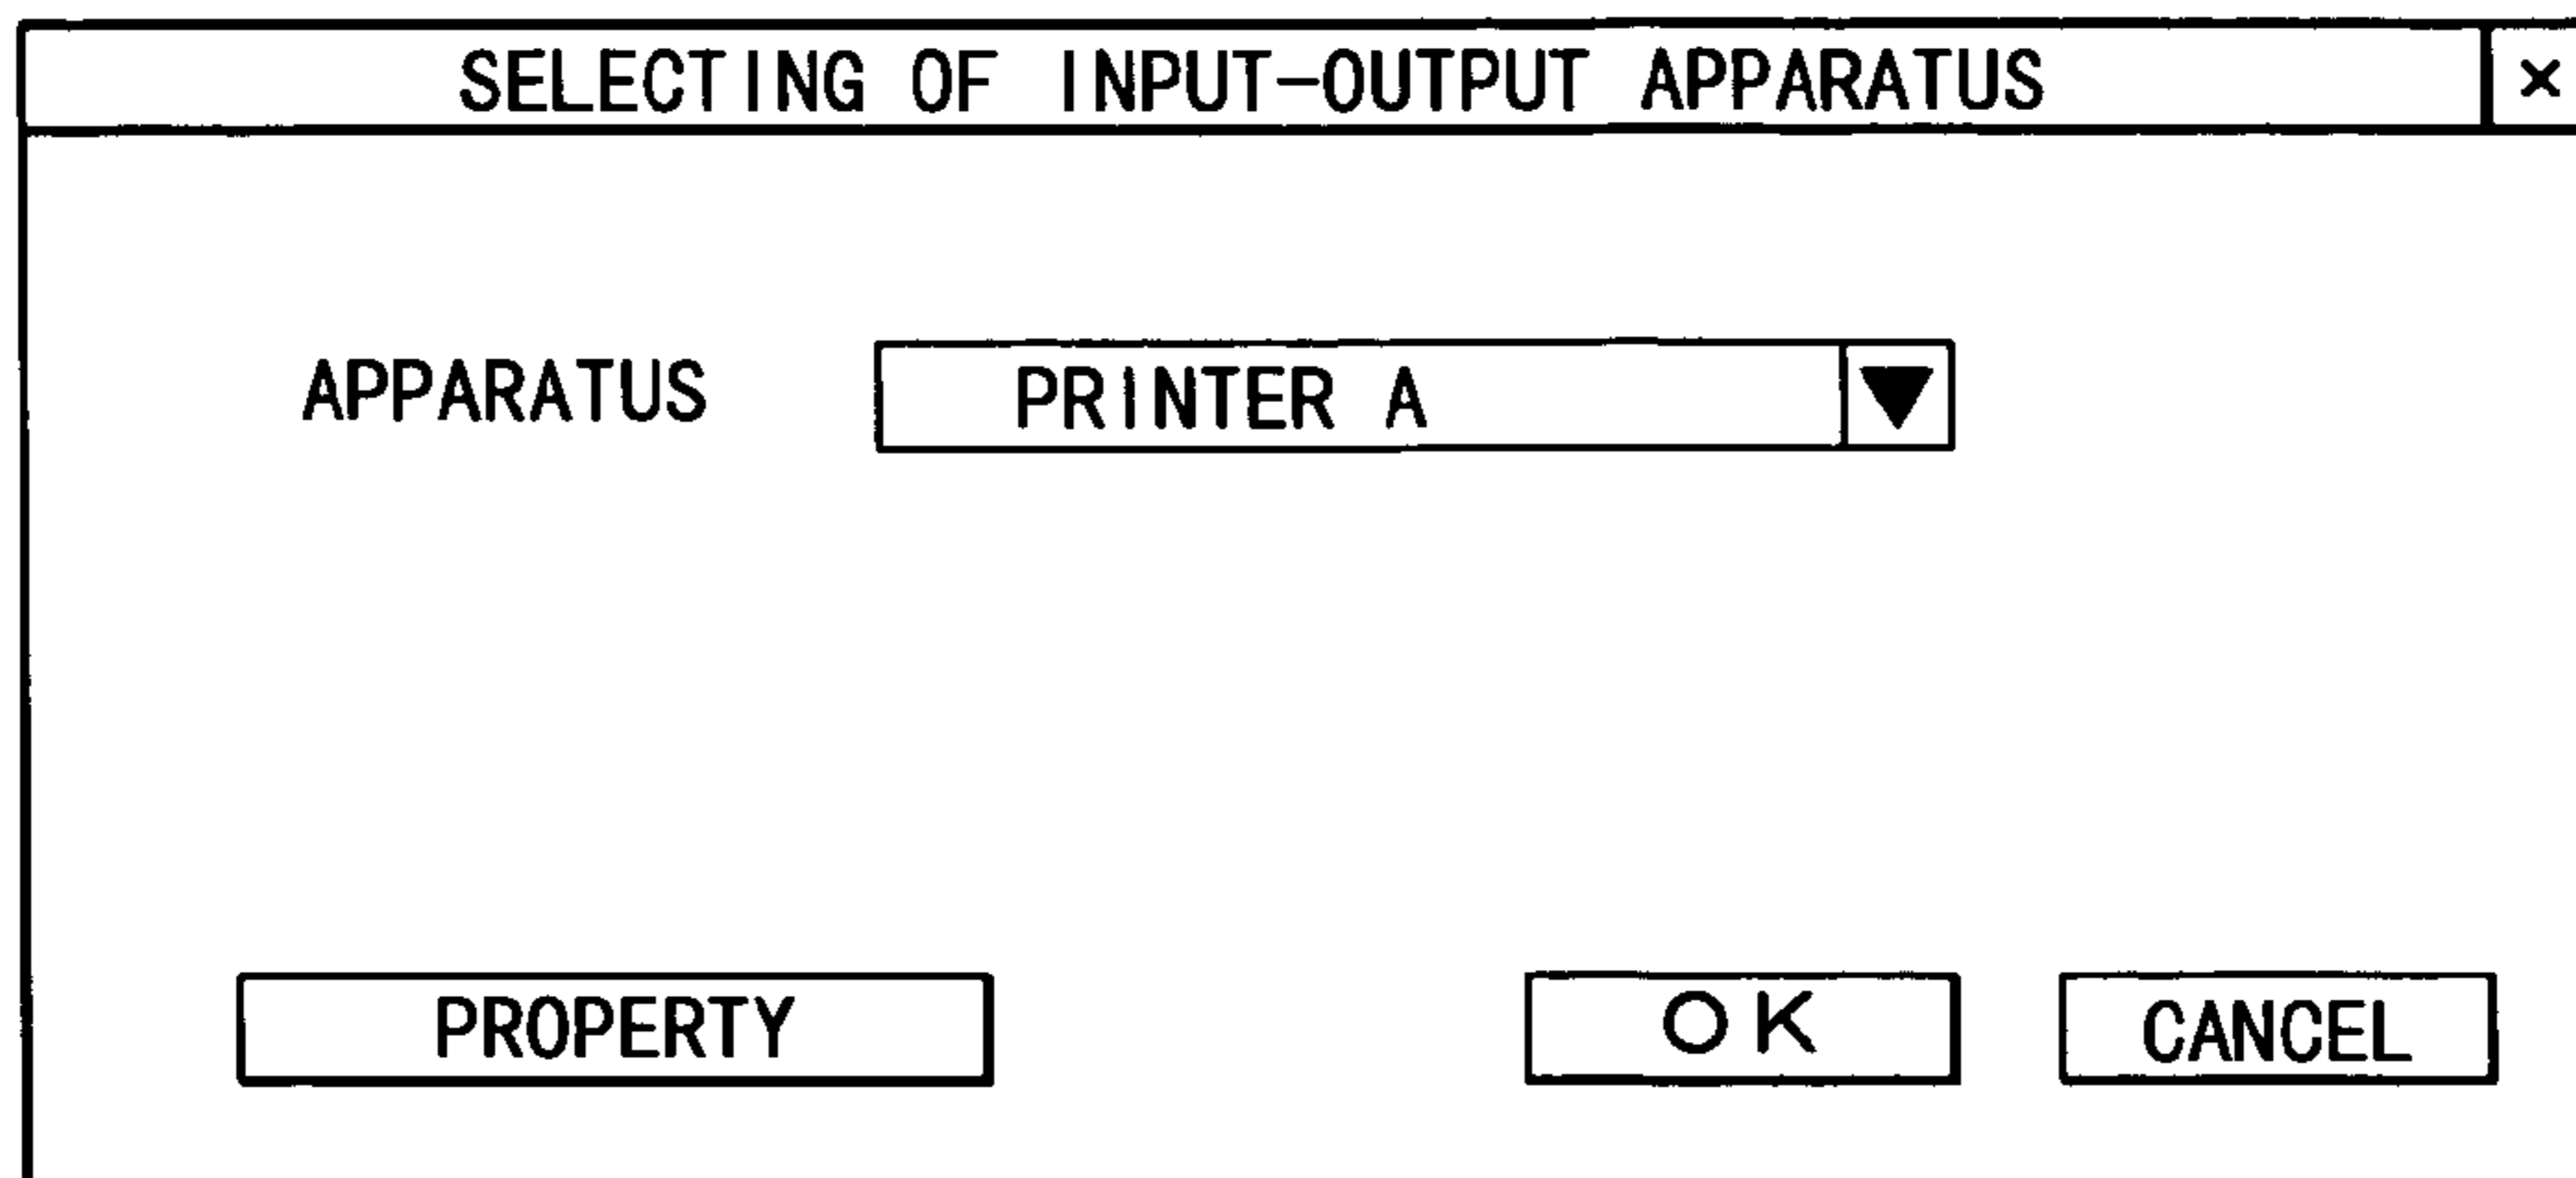 SELECTING OF INPUT-OUTPUT APPARATUS ×
APPARATUS PRINTER A ▼
PROPERTY OK CANCEL